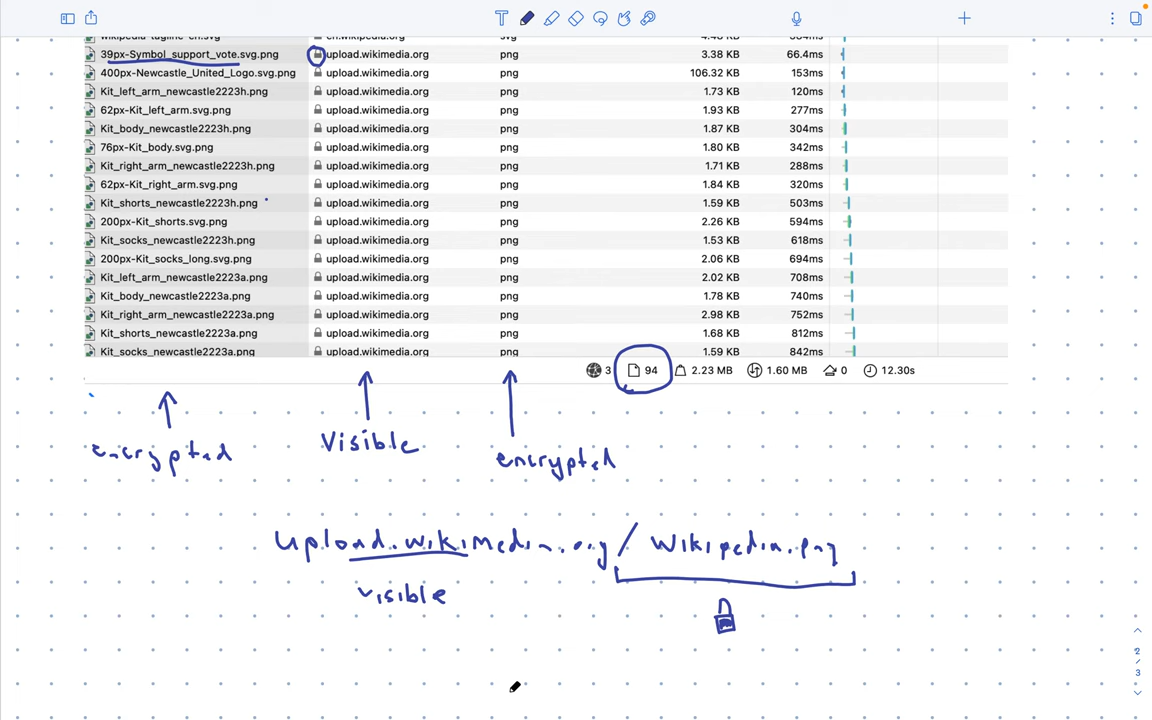 39px-Symbol_support_vote.svg.png upload.wikimedia.org png 3.38 KB 66.4ms
400px-Newcastle_United_Logo.svg.png upload.wikimedia.org png 106.32 KB 153ms
Kit_left_arm_newcastle2223h.png upload.wikimedia.org png 1.73 KB 120ms
62px-Kit_left_arm.svg.png upload.wikimedia.org png 1.93 KB 277ms
Kit_body_newcastle2223h.png upload.wikimedia.org png 1.87 KB 304ms
76px-Kit_body.svg.png upload.wikimedia.org png 1.80 KB 342ms
Kit_right_arm_newcastle2223h.png upload.wikimedia.org png 1.71 KB 288ms
62px-Kit_right_arm.svg.png upload.wikimedia.org png 1.84 KB 320ms
Kit_shorts_newcastle2223h.png upload.wikimedia.org png 1.59 KB 503ms
200px-Kit_shorts.svg.png upload.wikimedia.org png 2.26 KB 594ms
Kit_socks_newcastle2223h.png upload.wikimedia.org png 1.53 KB 618ms
200px-Kit_socks_long.svg.png upload.wikimedia.org png 2.06 KB 694ms
Kit_left_arm_newcastle2223a.png upload.wikimedia.org png 2.02 KB 708ms
Kit_body_newcastle2223a.png upload.wikimedia.org png 1.78 KB 740ms
Kit_right_arm_newcastle2223a.png upload.wikimedia.org png 2.98 KB 752ms
Kit_shorts_newcastle2223a.png upload.wikimedia.org png 1.68 KB 812ms
Kit_socks_newcastle2223a.png upload.wikimedia.org png 1.59 KB 842ms
3 94 2.23 MB 1.60 MB 0 12.30s
encrypted Visible encrypted
upload.wikimedia.org/wikipedia.png
visible
2
/
3